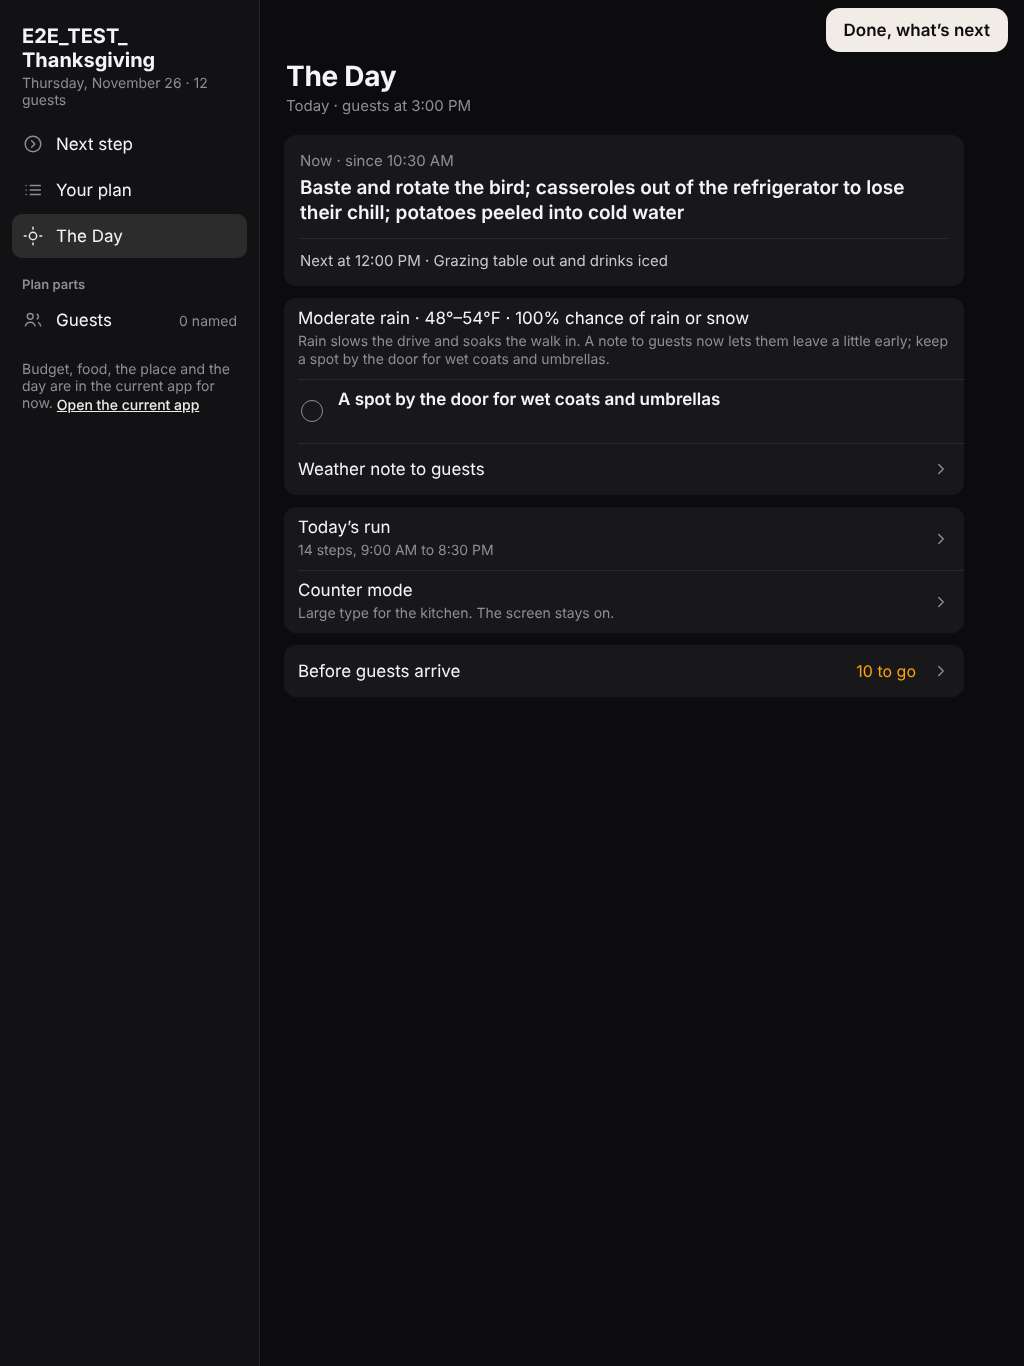 E2E_TEST_
Thanksgiving
Thursday, November 26 · 12
guests
Next step
Your plan
The Day
Plan parts
Guests
0 named
Budget, food, the place and the
day are in the current app for
now. Open the current app
Done, what’s next
The Day
Today · guests at 3:00 PM
Now · since 10:30 AM
Baste and rotate the bird; casseroles out of the refrigerator to lose
their chill; potatoes peeled into cold water
Next at 12:00 PM · Grazing table out and drinks iced
Moderate rain · 48°–54°F · 100% chance of rain or snow
Rain slows the drive and soaks the walk in. A note to guests now lets them leave a little early; keep
a spot by the door for wet coats and umbrellas.
A spot by the door for wet coats and umbrellas
Weather note to guests
Today’s run
14 steps, 9:00 AM to 8:30 PM
Counter mode
Large type for the kitchen. The screen stays on.
Before guests arrive
10 to go